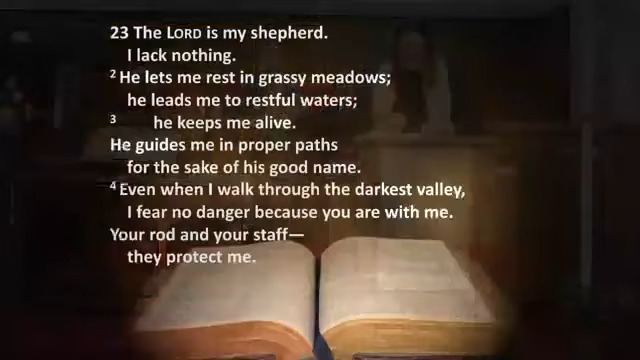 23 The LORD is my shepherd.
I lack nothing.
2 He lets me rest in grassy meadows;
he leads me to restful waters;
3 he keeps me alive.
He guides me in proper paths
for the sake of his good name.
4 Even when I walk through the darkest valley,
I fear no danger because you are with me.
Your rod and your staff—
they protect me.